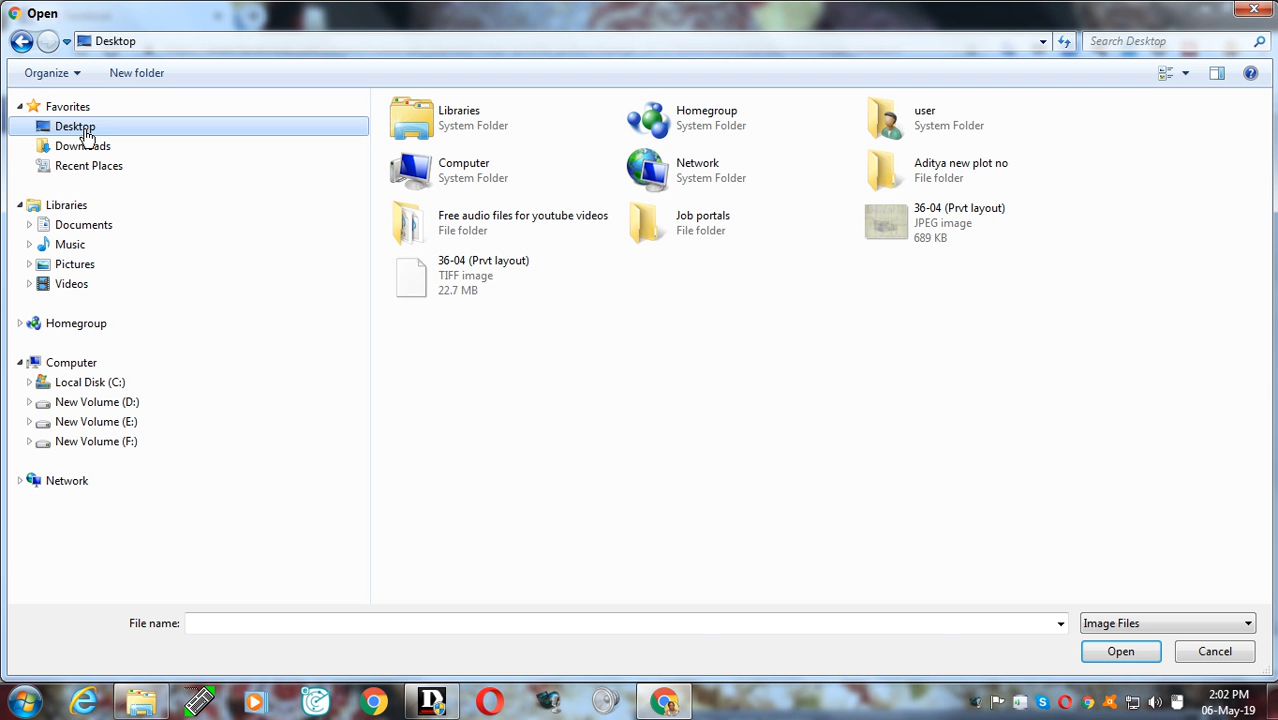 Open
Desktop
Search Desktop
Organize
New folder
Favorites
Desktop
Downloads
Recent Places
Libraries
Documents
Music
Pictures
Videos
Homegroup
Computer
Local Disk (C:)
New Volume (D:)
New Volume (E:)
New Volume (F:)
Network
Libraries
System Folder
Homegroup
System Folder
user
System Folder
Computer
System Folder
Network
System Folder
Aditya new plot no
File folder
Free audio files for youtube videos
File folder
Job portals
File folder
36-04 (Prvt layout)
JPEG image
689 KB
36-04 (Prvt layout)
TIFF image
22.7 MB
File name:
Image Files
Open
Cancel
2:02 PM
06-May-19